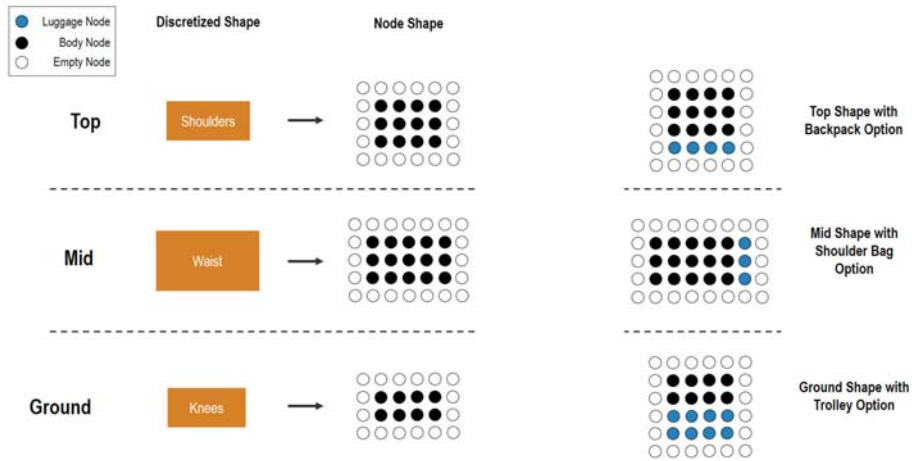 Luggage Node
Body Node
Empty Node
Discretized Shape
Node Shape
Top
Shoulders
Top Shape with
Backpack Option
Mid
Waist
Mid Shape with
Shoulder Bag
Option
Ground
Knees
Ground Shape with
Trolley Option